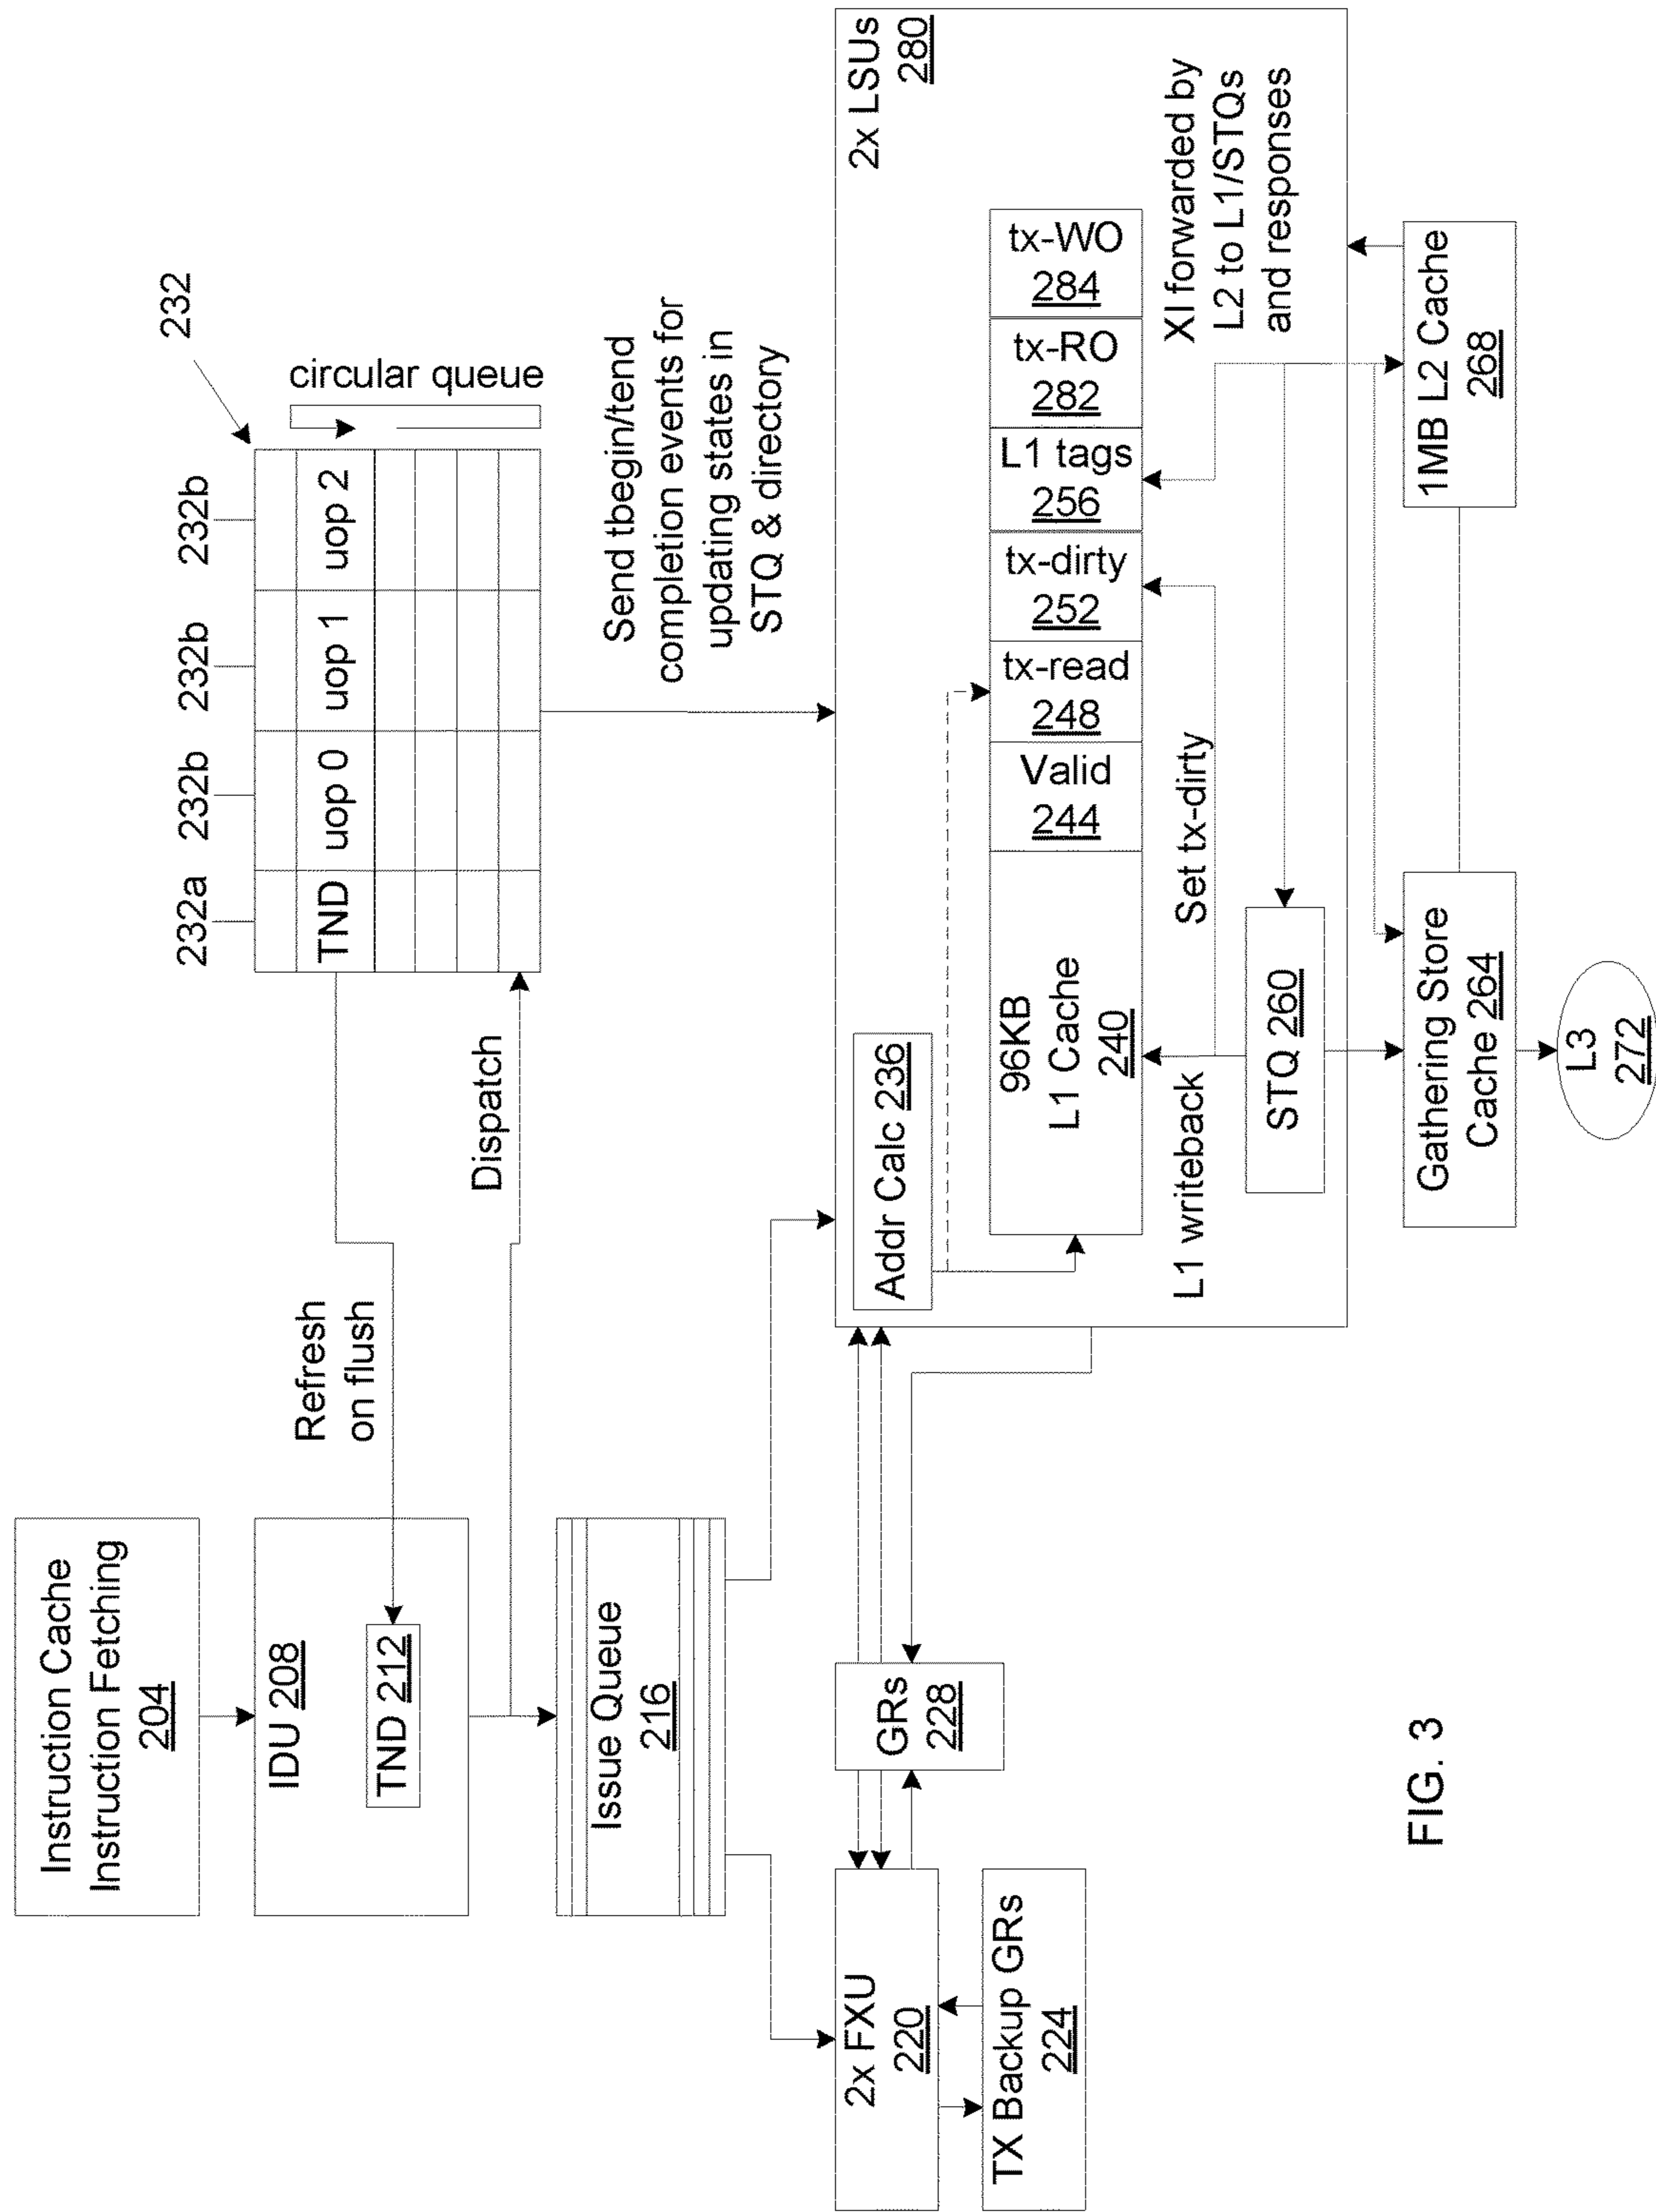 Instruction Cache
Instruction Fetching
204
IDU 208
TND 212
Refresh
on flush
Dispatch
Issue Queue
216
232
232a
232b
232b
232b
TND
uop 0
uop 1
uop 2
circular queue
Send tbegin/tend
completion events for
updating states in
STQ & directory
2x FXU
220
TX Backup GRs
224
GRs
228
2x LSUs
280
Addr Calc 236
96KB
L1 Cache
240
Valid
244
tx-read
248
tx-dirty
252
L1 tags
256
tx-RO
282
tx-WO
284
L1 writeback
Set tx-dirty
XI forwarded by
L2 to L1/STQs
and responses
STQ 260
Gathering Store
Cache 264
1MB L2 Cache
268
L3
272
FIG. 3